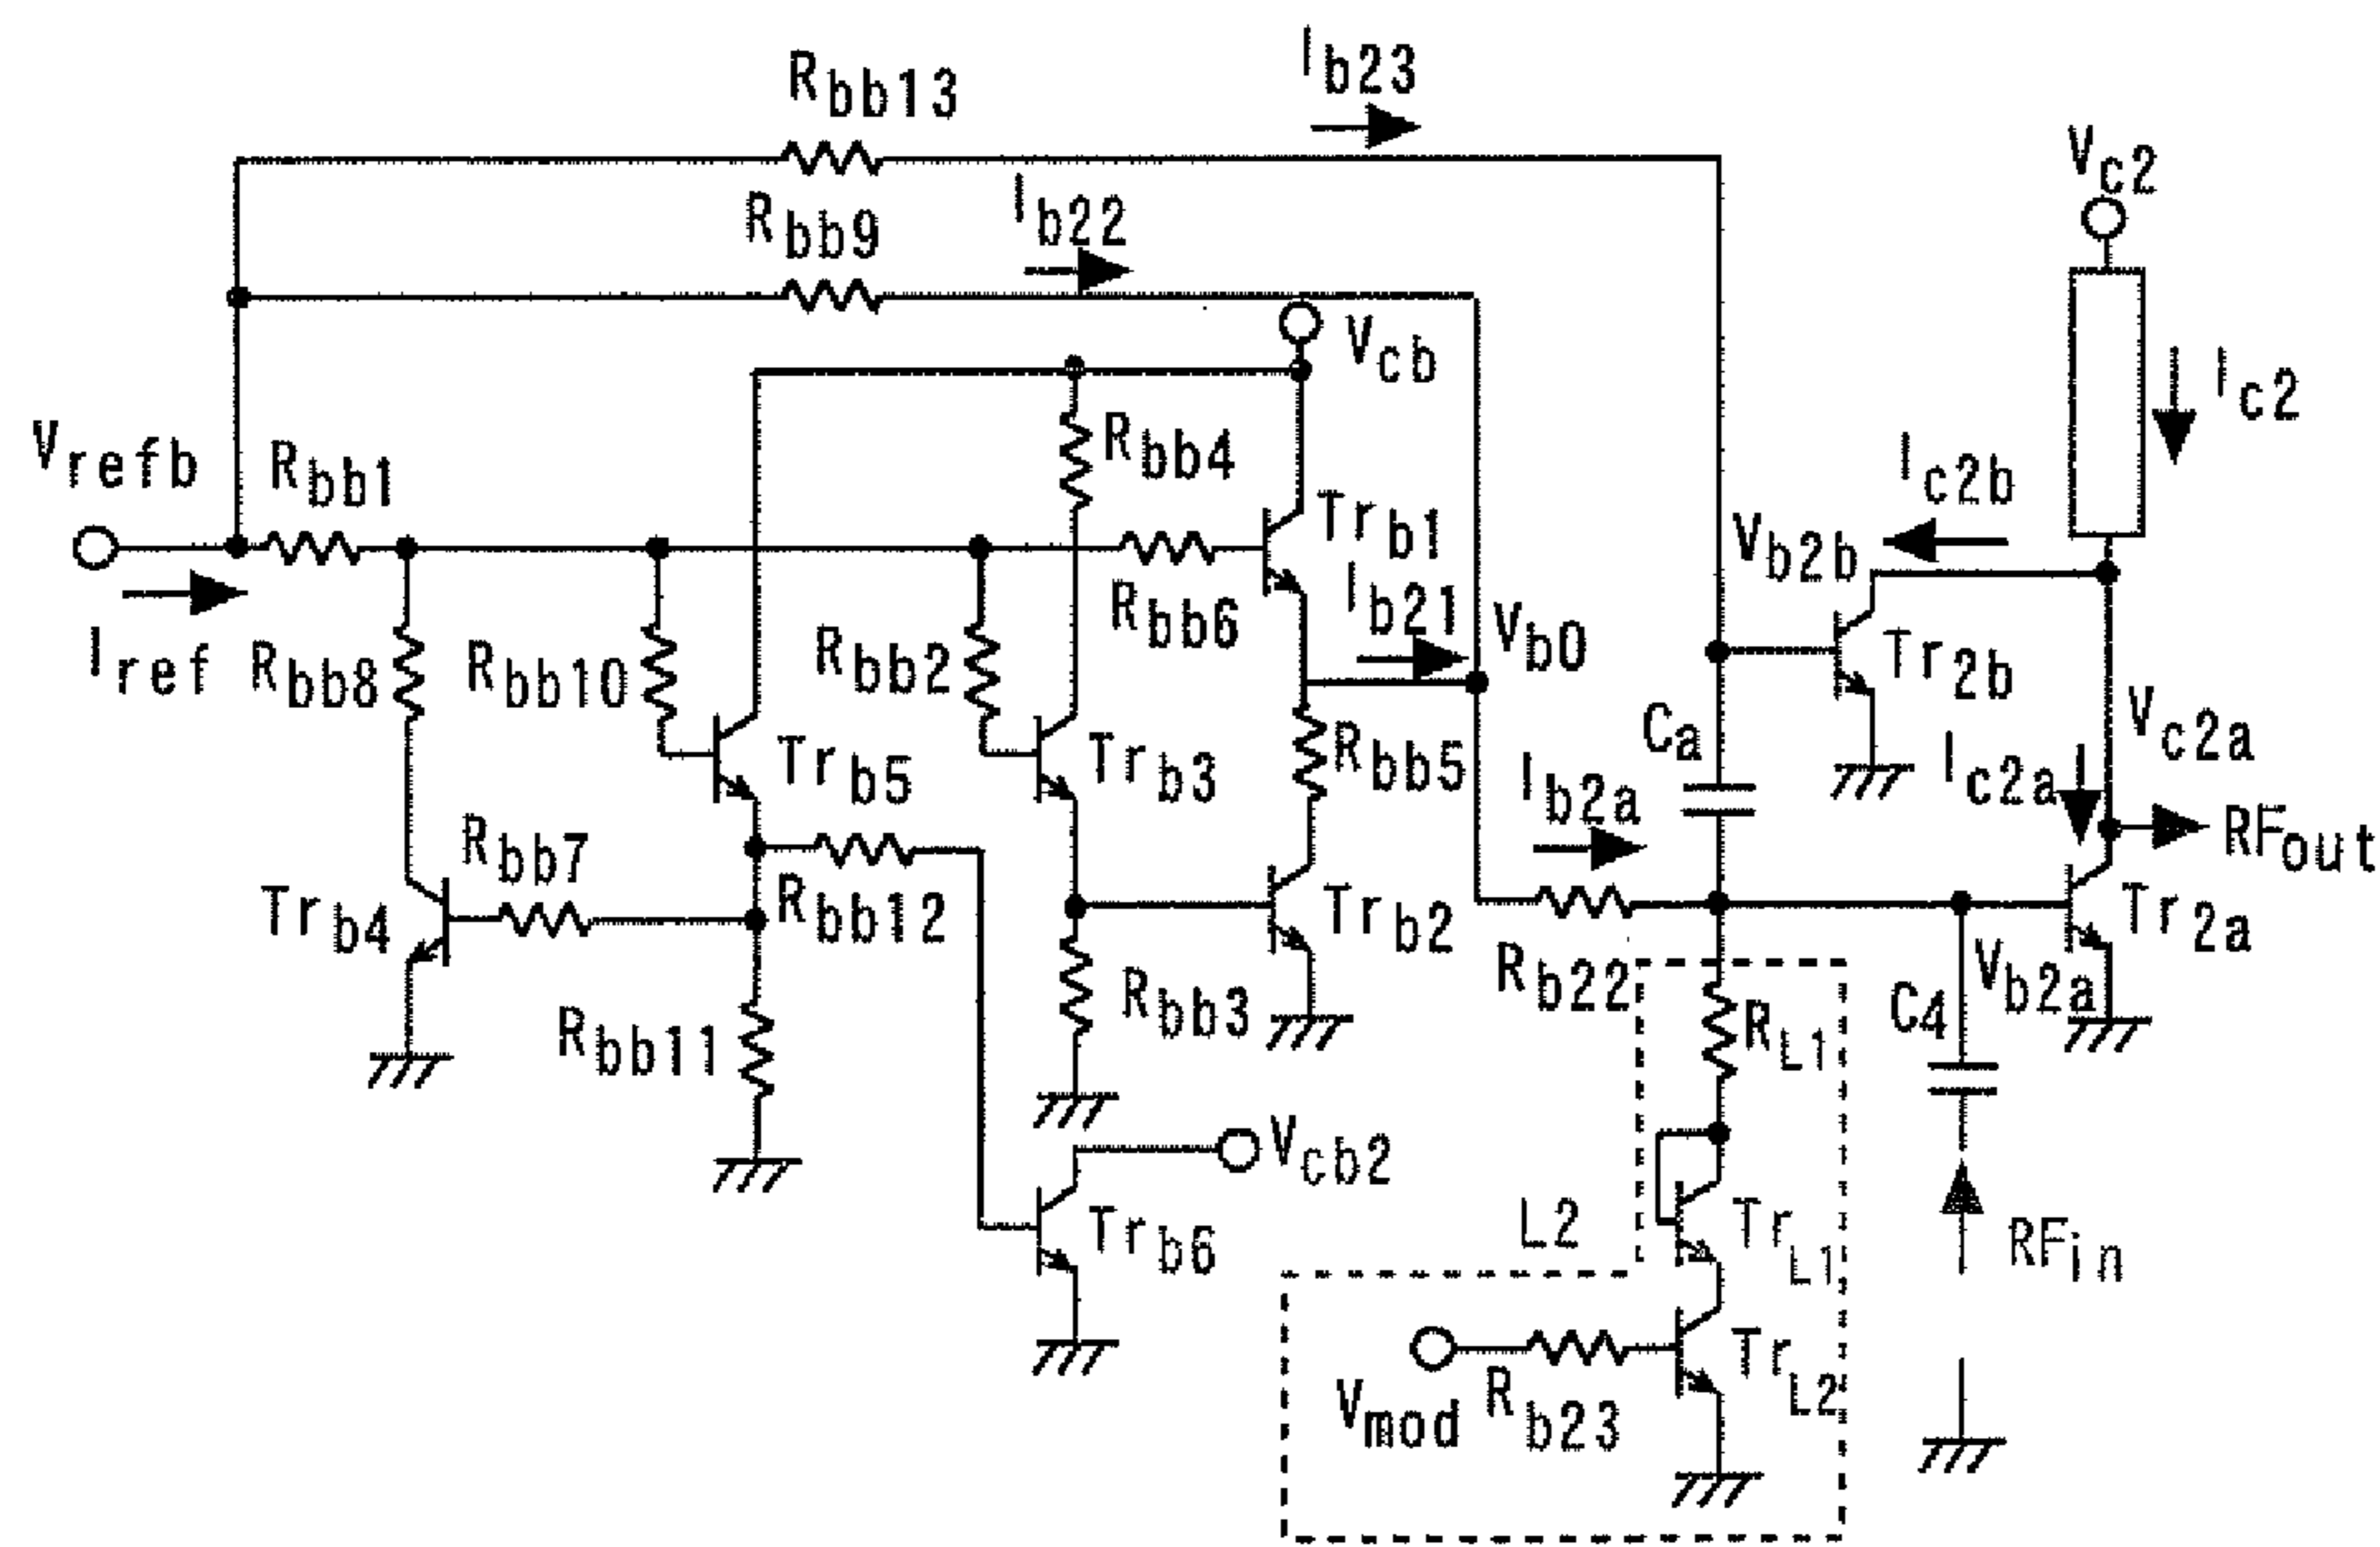 Ib23
Rbb13
Vc2
Ib22
Rbb9
Vcb
Ic2
Rbb4
Ic2b
Vrefb
Rbb1
Trb1
Vb2b
Ib21
Rbb6
Vb0
Iref
Rbb8
Rbb10
Rbb2
Tr2b
Vc2a
Ca
Trb5
Trb3
Rbb5
Ic2a
Ib2a
RFout
Rbb7
Trb4
Rbb12
Trb2
Tr2a
Rb22
Vb2a
Rbb3
C4
RL1
Rbb11
Vcb2
L2
TrL1
RFin
Trb6
TrL2
Vmod
Rb23